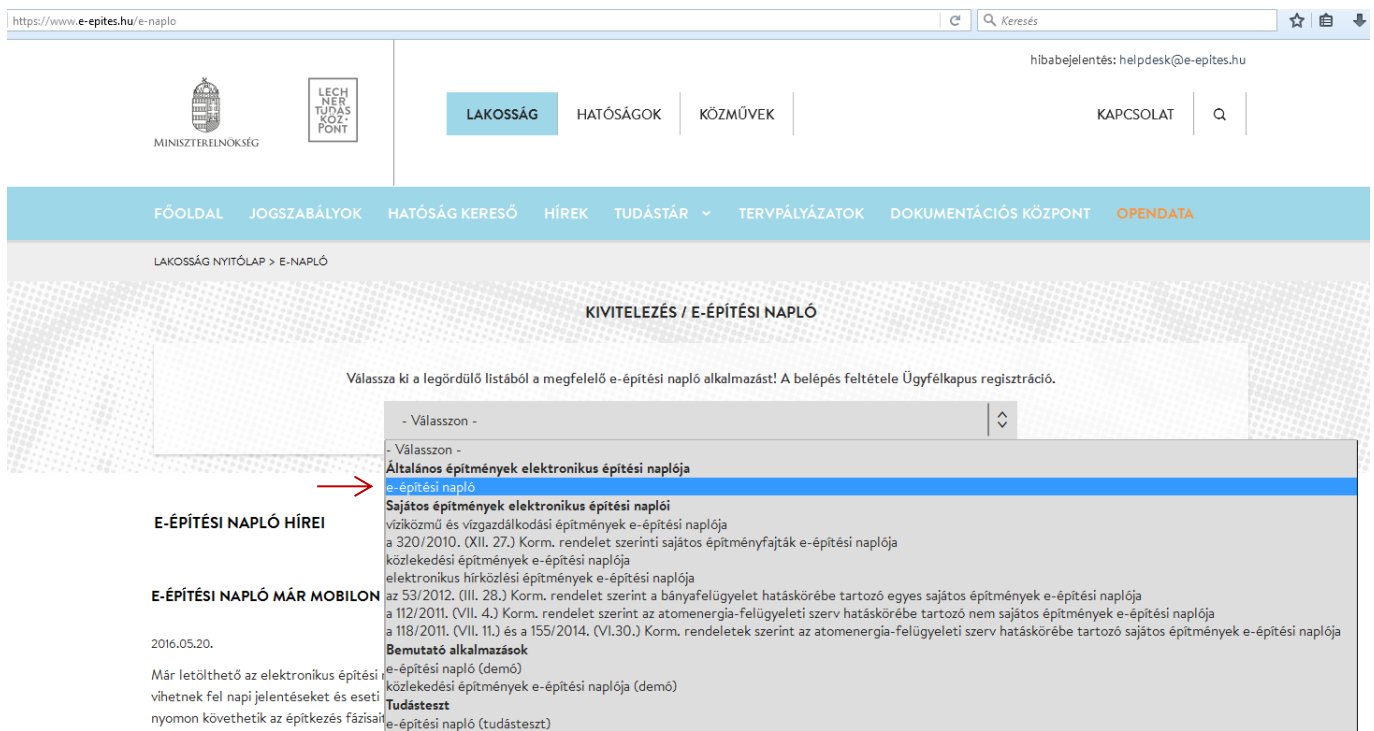 https://www.e-epites.hu/e-naplo
Keresés
hibabejelentés: helpdesk@e-epites.hu
MINISZTERELNÖKSÉG
LECH
NER
TUDÁS
KÖZ·
PONT
LAKOSSÁG
HATÓSÁGOK
KÖZMŰVEK
KAPCSOLAT
FŐOLDAL JOGSZABÁLYOK HATÓSÁG KERESŐ HÍREK TUDÁSTÁR TERVPÁLYÁZATOK DOKUMENTÁCIÓS KÖZPONT OPENDATA
LAKOSSÁG NYITÓLAP > E-NAPLÓ
KIVITELEZÉS / E-ÉPÍTÉSI NAPLÓ
Válassza ki a legördülő listából a megfelelő e-építési napló alkalmazást! A belépés feltétele Ügyfélkapus regisztráció.
- Válasszon -
- Válasszon -
Általános építmények elektronikus építési naplója
e-építési napló
Sajátos építmények elektronikus építési naplói
víziközmű és vízgazdálkodási építmények e-építési naplója
a 320/2010. (XII. 27.) Korm. rendelet szerinti sajátos építményfajták e-építési naplója
közlekedési építmények e-építési naplója
elektronikus hírközlési építmények e-építési naplója
az 53/2012. (III. 28.) Korm. rendelet szerint a bányafelügyelet hatáskörébe tartozó egyes sajátos építmények e-építési naplója
a 112/2011. (VII. 4.) Korm. rendelet szerint az atomenergia-felügyeleti szerv hatáskörébe tartozó nem sajátos építmények e-építési naplója
a 118/2011. (VII. 11.) és a 155/2014. (VI.30.) Korm. rendeletek szerint az atomenergia-felügyeleti szerv hatáskörébe tartozó sajátos építmények e-építési naplója
Bemutató alkalmazások
e-építési napló (demó)
közlekedési építmények e-építési naplója (demó)
Tudásteszt
e-építési napló (tudásteszt)
E-ÉPÍTÉSI NAPLÓ HÍREI
E-ÉPÍTÉSI NAPLÓ MÁR MOBILON
2016.05.20.
Már letölthető az elektronikus építési
vihetnek fel napi jelentéseket és eseti
nyomon követhetik az építkezés fázisait